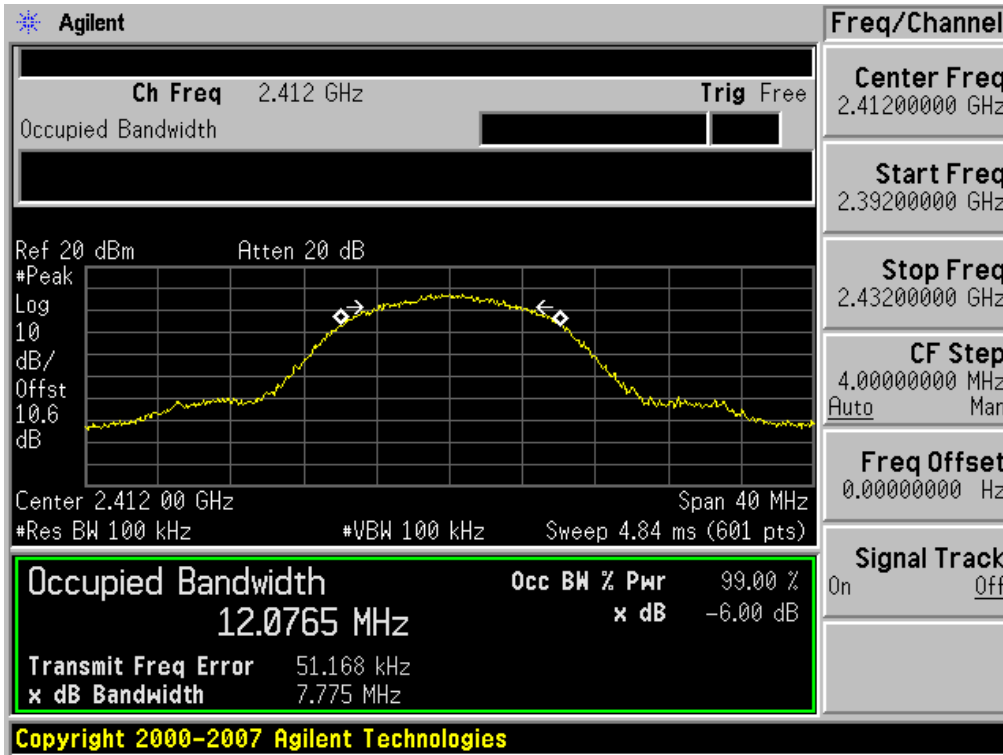 Agilent
Freq/Channel
Ch Freq 2.412 GHz Trig Free
Occupied Bandwidth
Center Freq
2.41200000 GHz
Start Freq
2.39200000 GHz
Stop Freq
2.43200000 GHz
CF Step
4.00000000 MHz
Auto Man
Freq Offset
0.00000000 Hz
Signal Track
On Off
Ref 20 dBm Atten 20 dB
#Peak
Log
10
dB/
Offst
10.6
dB
Center 2.412 00 GHz Span 40 MHz
#Res BW 100 kHz #VBW 100 kHz Sweep 4.84 ms (601 pts)
Occupied Bandwidth Occ BW % Pwr 99.00 %
12.0765 MHz x dB -6.00 dB
Transmit Freq Error 51.168 kHz
x dB Bandwidth 7.775 MHz
Copyright 2000-2007 Agilent Technologies